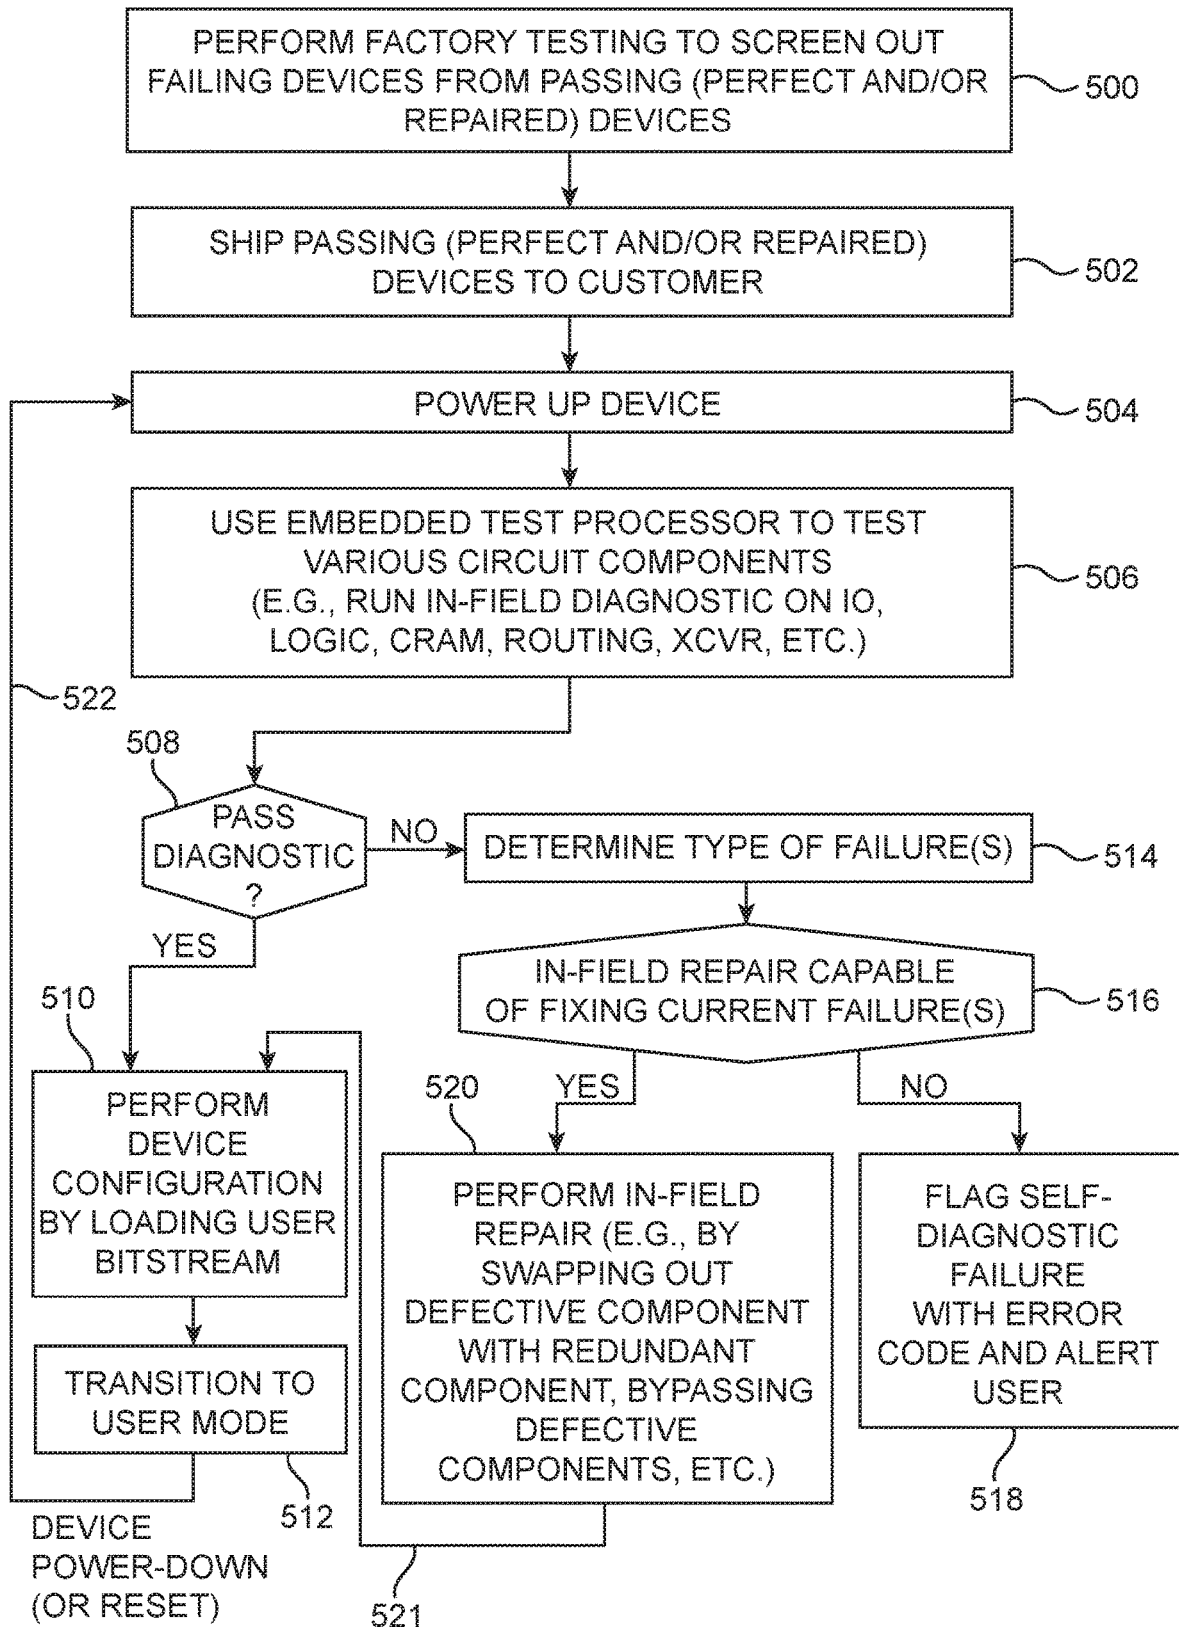 PERFORM FACTORY TESTING TO SCREEN OUT
FAILING DEVICES FROM PASSING (PERFECT AND/OR
REPAIRED) DEVICES
500
SHIP PASSING (PERFECT AND/OR REPAIRED)
DEVICES TO CUSTOMER
502
POWER UP DEVICE
504
USE EMBEDDED TEST PROCESSOR TO TEST
VARIOUS CIRCUIT COMPONENTS
(E.G., RUN IN-FIELD DIAGNOSTIC ON IO,
LOGIC, CRAM, ROUTING, XCVR, ETC.)
506
522
508
PASS
DIAGNOSTIC
?
NO
DETERMINE TYPE OF FAILURE(S)
514
YES
IN-FIELD REPAIR CAPABLE
OF FIXING CURRENT FAILURE(S)
516
510
PERFORM
DEVICE
CONFIGURATION
BY LOADING USER
BITSTREAM
520
YES
NO
PERFORM IN-FIELD
REPAIR (E.G., BY
SWAPPING OUT
DEFECTIVE COMPONENT
WITH REDUNDANT
COMPONENT, BYPASSING
DEFECTIVE
COMPONENTS, ETC.)
FLAG SELF-
DIAGNOSTIC
FAILURE
WITH ERROR
CODE AND ALERT
USER
518
TRANSITION TO
USER MODE
512
DEVICE
POWER-DOWN
(OR RESET)
521